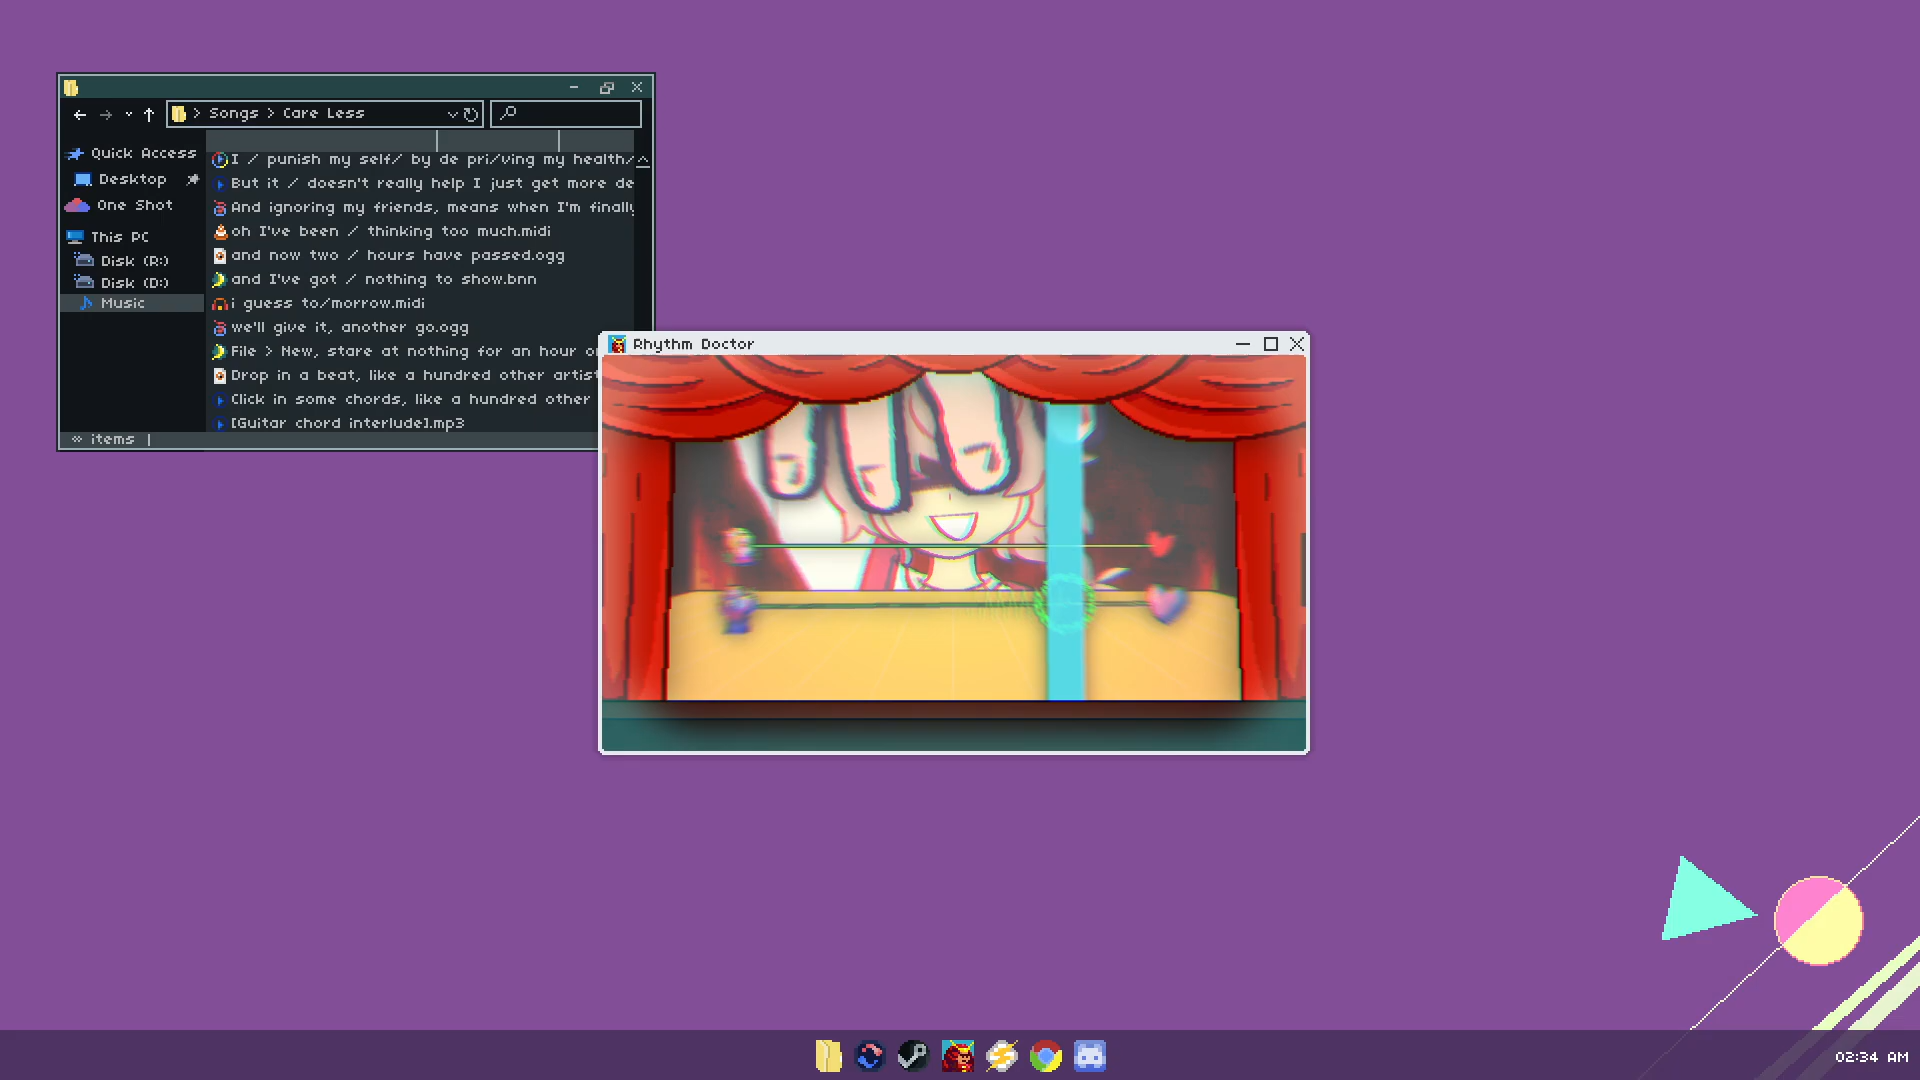 Songs > Care Less
Quick Access
Desktop
One Shot
This PC
Disk (R:)
Disk (D:)
Music
I / punish my self/ by de pri/ving my health/
But it / doesn't really help I just get more de
And ignoring my friends, means when I'm finally
oh I've been / thinking too much.midi
and now two / hours have passed.ogg
and I've got / nothing to show.bnn
i guess to/morrow.midi
we'll give it, another go.ogg
File > New, stare at nothing for an hour or
Drop in a beat, like a hundred other artist
Click in some chords, like a hundred other
[Guitar chord interlude].mp3
∞ items |
Rhythm Doctor
02:34 AM